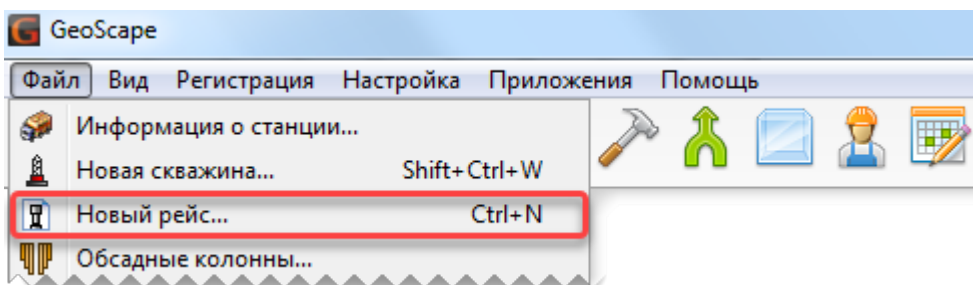 GeoScape
Файл Вид Регистрация Настройка Приложения Помощь
Информация о станции...
Новая скважина... Shift+Ctrl+W
Новый рейс... Ctrl+N
Обсадные колонны...